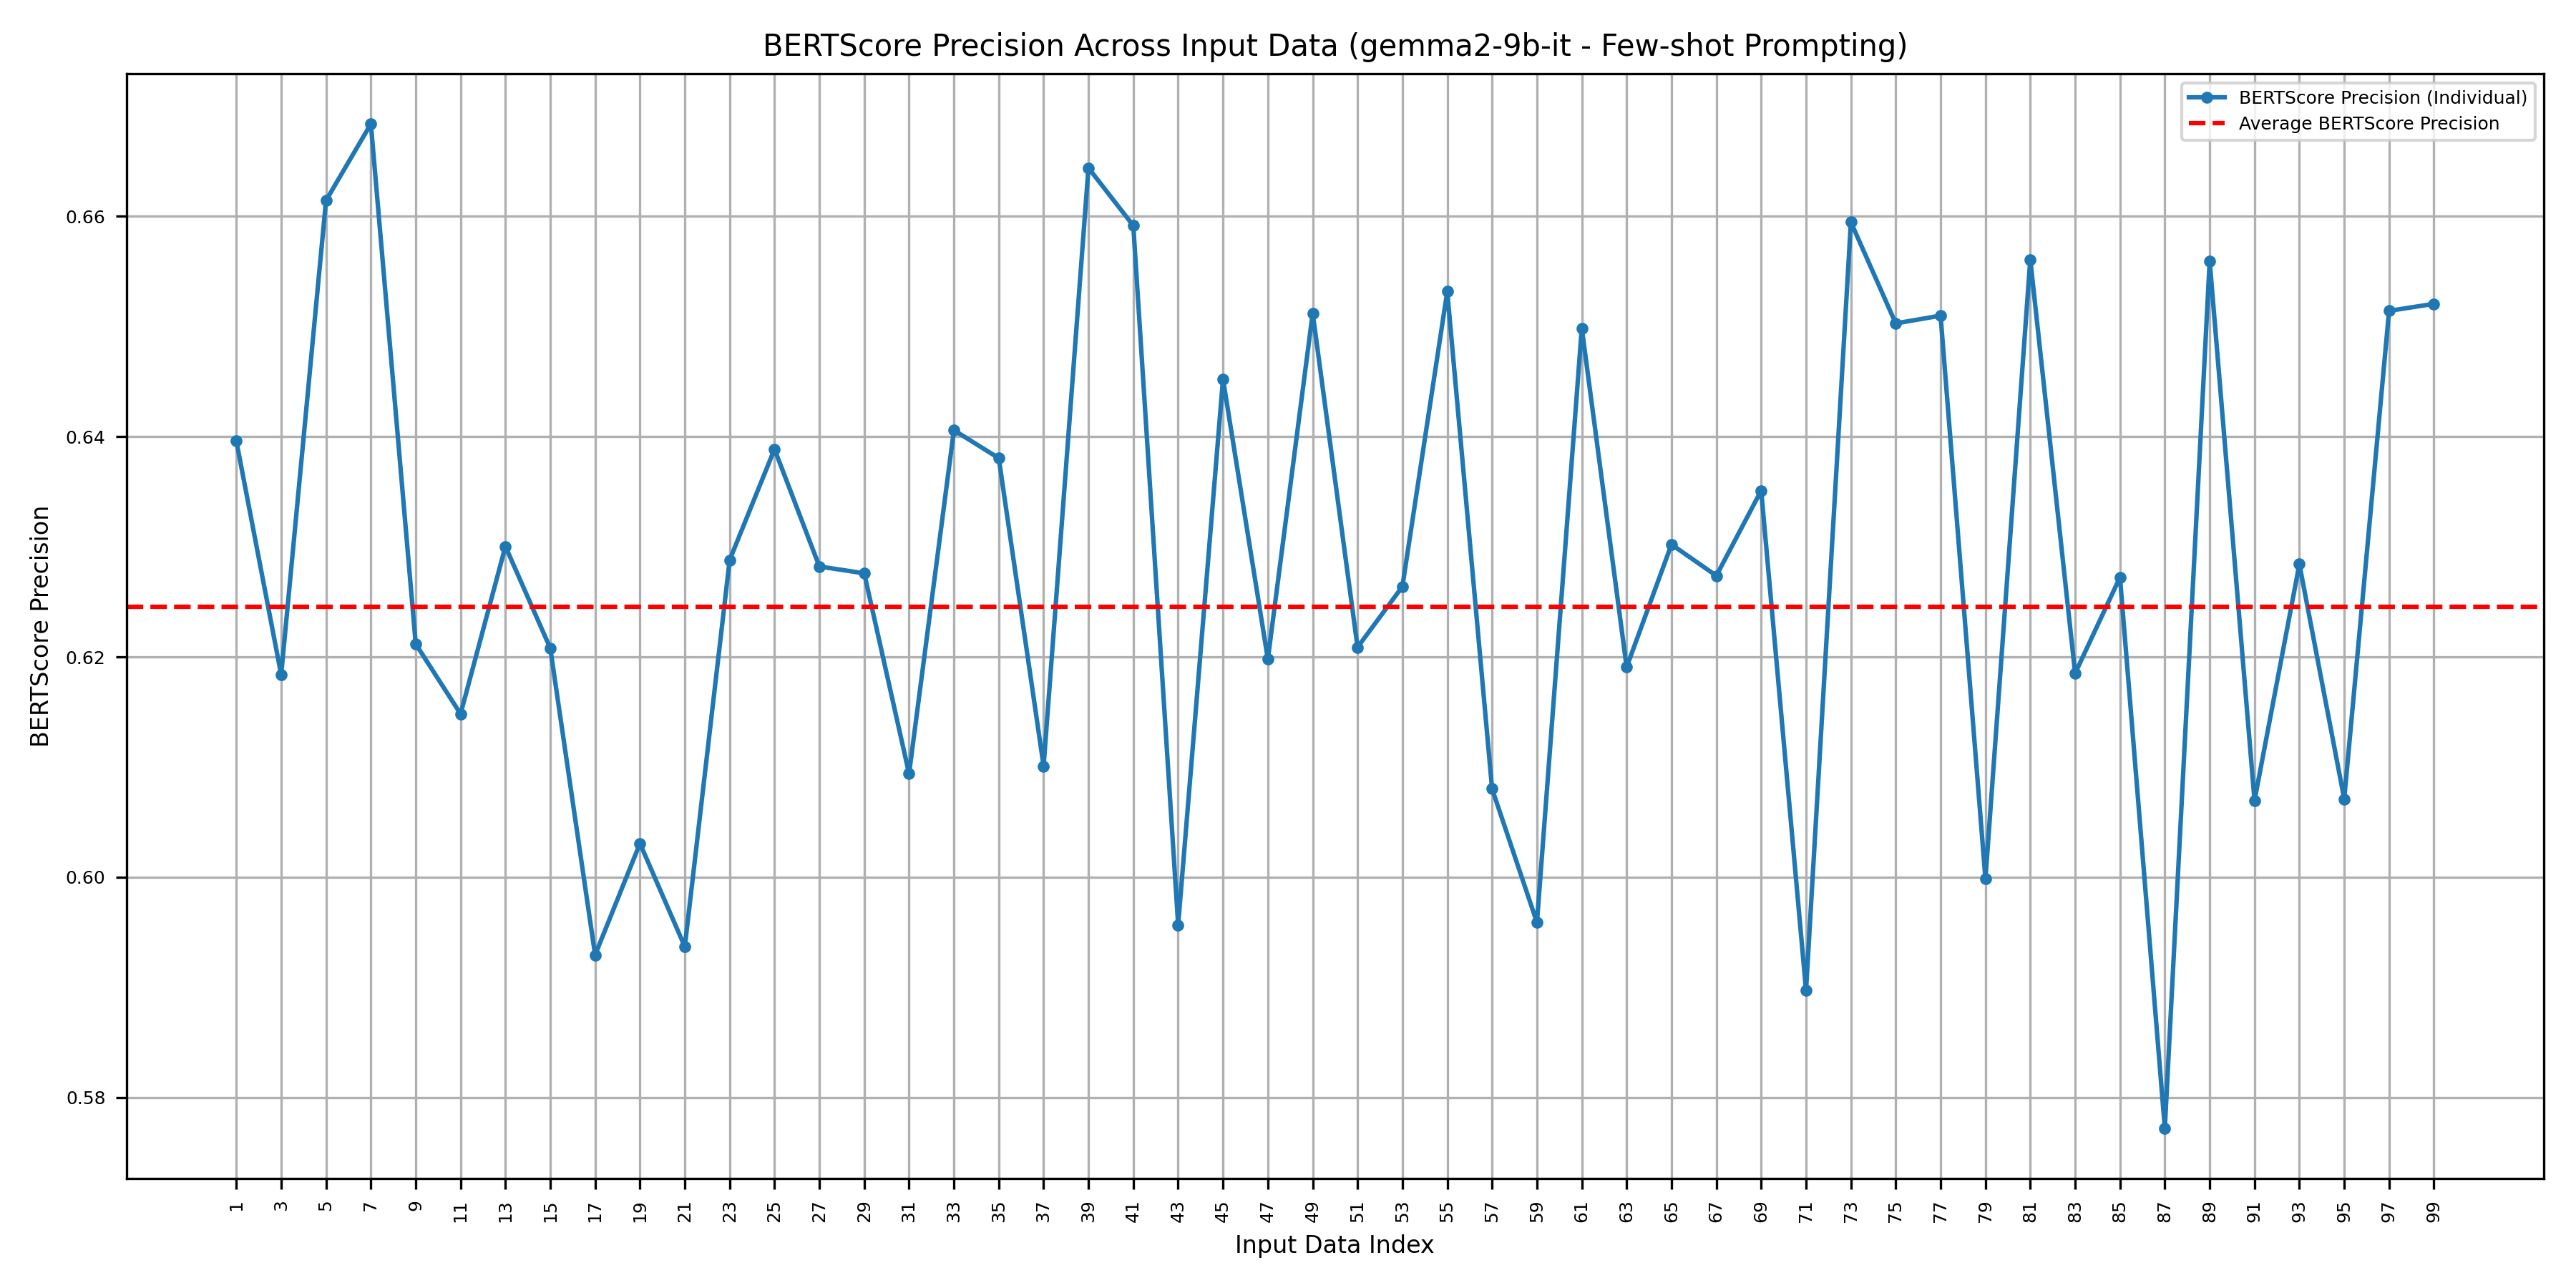 BERTScore Precision Across Input Data (gemma2-9b-it - Few-shot Prompting)
BERTScore Precision (Individual)
Average BERTScore Precision
BERTScore Precision
0.66
0.64
0.62
0.60
0.58
1 3 5 7 9 11 13 15 17 19 21 23 25 27 29 31 33 35 37 39 41 43 45 47 49 51 53 55 57 59 61 63 65 67 69 71 73 75 77 79 81 83 85 87 89 91 93 95 97 99
Input Data Index